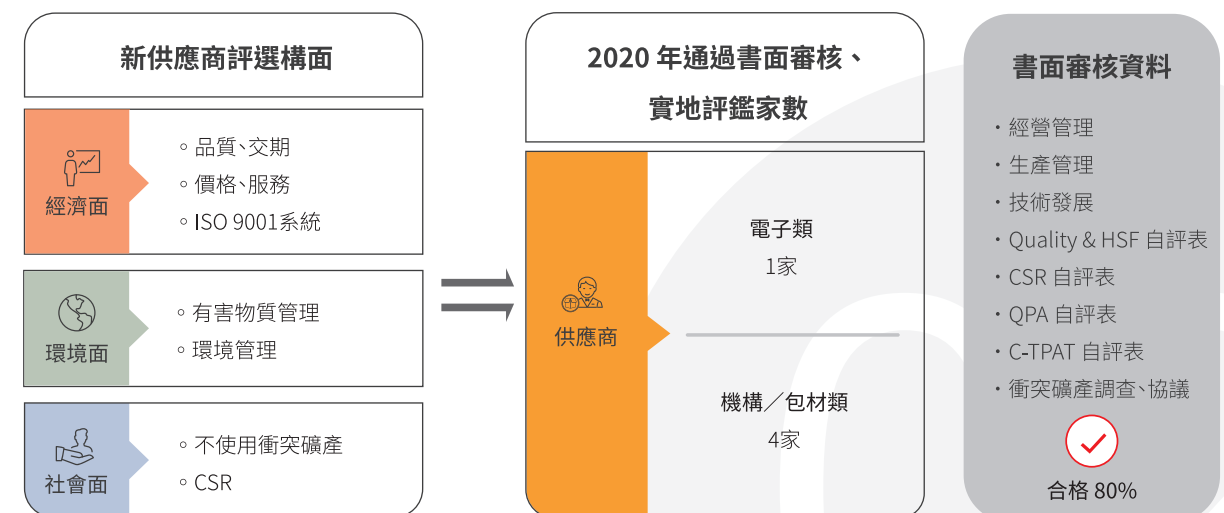 新供應商評選構面
經濟面
。品質、交期
。價格、服務
。ISO 9001系統
環境面
。有害物質管理
。環境管理
社會面
。不使用衝突礦產
。CSR
2020 年通過書面審核、
實地評鑑家數
供應商
電子類
1家
機構／包材類
4家
書面審核資料
・經營管理
・生產管理
・技術發展
・Quality & HSF 自評表
・CSR 自評表
・QPA 自評表
・C-TPAT 自評表
・衝突礦產調查、協議
合格 80%